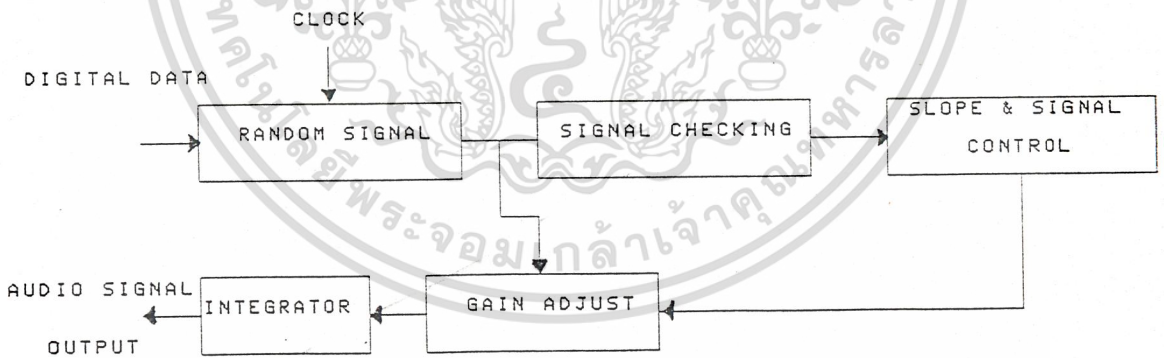 CLOCK
DIGITAL DATA
RANDOM SIGNAL
SIGNAL CHECKING
SLOPE & SIGNAL
CONTROL
AUDIO SIGNAL
OUTPUT
INTEGRATOR
GAIN ADJUST